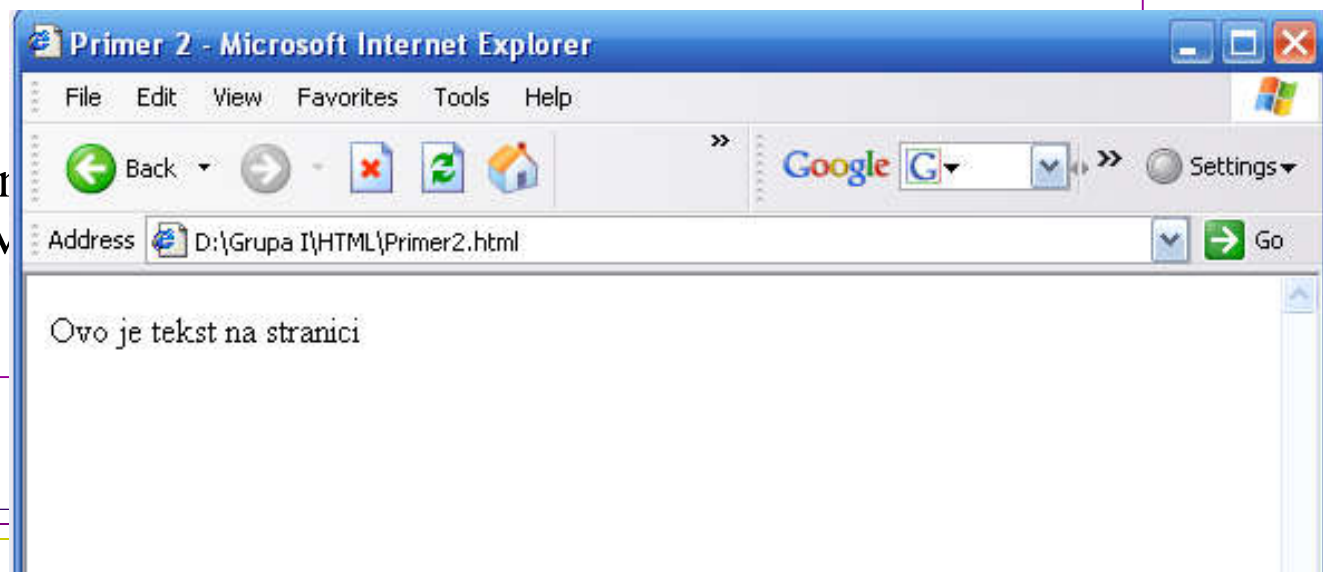 Primer 2 - Microsoft Internet Explorer
File Edit View Favorites Tools Help
Back » Google G » Settings
Address D:\Grupa I\HTML\Primer2.html Go
Ovo je tekst na stranici